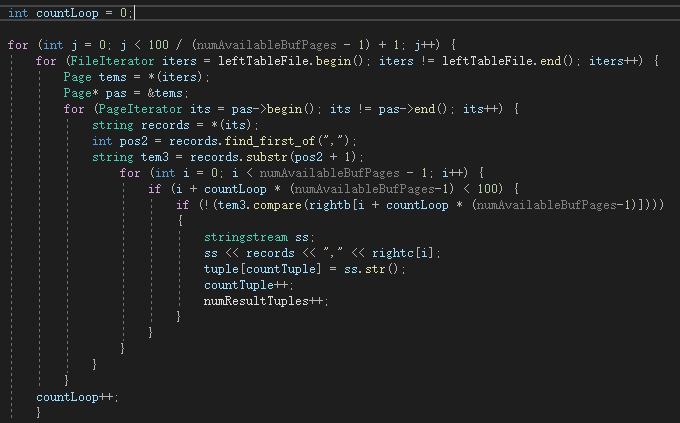 int countLoop = 0;
for (int j = 0; j < 100 / (numAvailableBufPages - 1) + 1; j++) {
for (FileIterator iters = leftTableFile.begin(); iters != leftTableFile.end(); iters++) {
Page tems = *(iters);
Page* pas = &tems;
for (PageIterator its = pas->begin(); its != pas->end(); its++) {
string records = *(its);
int pos2 = records.find_first_of(",");
string tem3 = records.substr(pos2 + 1);
for (int i = 0; i < numAvailableBufPages - 1; i++) {
if (i + countLoop * (numAvailableBufPages-1) < 100) {
if (!(tem3.compare(rightb[i + countLoop * (numAvailableBufPages-1)])))
{
stringstream ss;
ss << records << "," << rightc[i];
tuple[countTuple] = ss.str();
countTuple++;
numResultTuples++;
}
}
}
}
}
countLoop++;
}